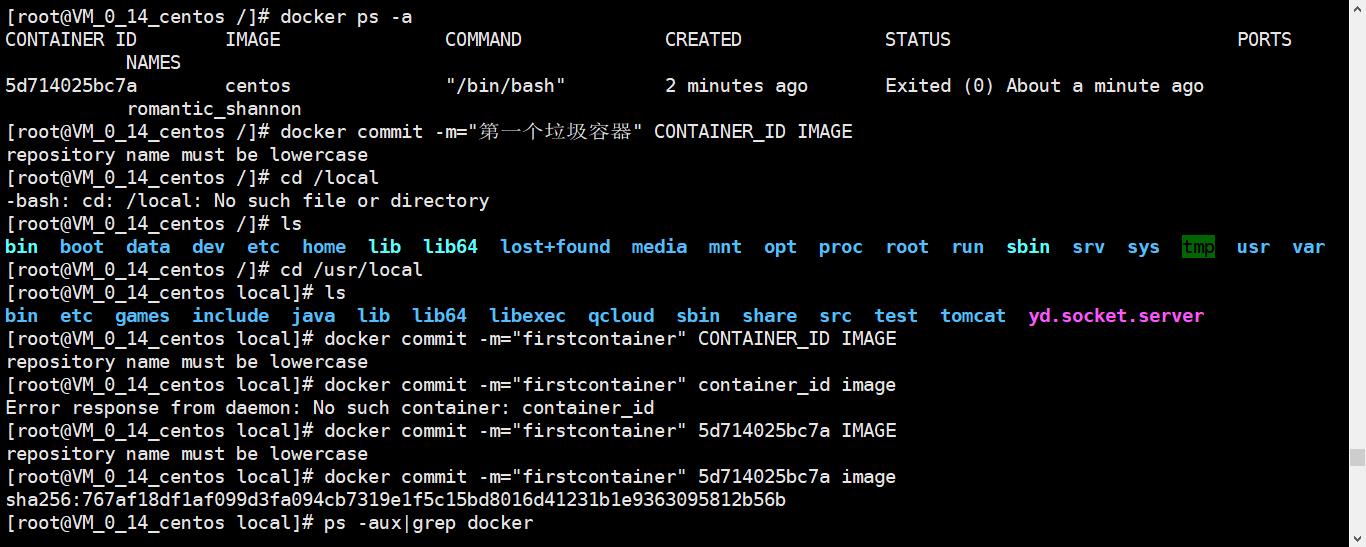 [root@VM_0_14_centos /]# docker ps -a
CONTAINER ID        IMAGE               COMMAND             CREATED             STATUS                          PORTS
           NAMES
5d714025bc7a        centos              "/bin/bash"         2 minutes ago       Exited (0) About a minute ago
           romantic_shannon
[root@VM_0_14_centos /]# docker commit -m="第一个垃圾容器" CONTAINER_ID IMAGE
repository name must be lowercase
[root@VM_0_14_centos /]# cd /local
-bash: cd: /local: No such file or directory
[root@VM_0_14_centos /]# ls
bin  boot  data  dev  etc  home  lib  lib64  lost+found  media  mnt  opt  proc  root  run  sbin  srv  sys  tmp  usr  var
[root@VM_0_14_centos /]# cd /usr/local
[root@VM_0_14_centos local]# ls
bin  etc  games  include  java  lib  lib64  libexec  qcloud  sbin  share  src  test  tomcat  yd.socket.server
[root@VM_0_14_centos local]# docker commit -m="firstcontainer" CONTAINER_ID IMAGE
repository name must be lowercase
[root@VM_0_14_centos local]# docker commit -m="firstcontainer" container_id image
Error response from daemon: No such container: container_id
[root@VM_0_14_centos local]# docker commit -m="firstcontainer" 5d714025bc7a IMAGE
repository name must be lowercase
[root@VM_0_14_centos local]# docker commit -m="firstcontainer" 5d714025bc7a image
sha256:767af18df1af099d3fa094cb7319e1f5c15bd8016d41231b1e9363095812b56b
[root@VM_0_14_centos local]# ps -aux|grep docker